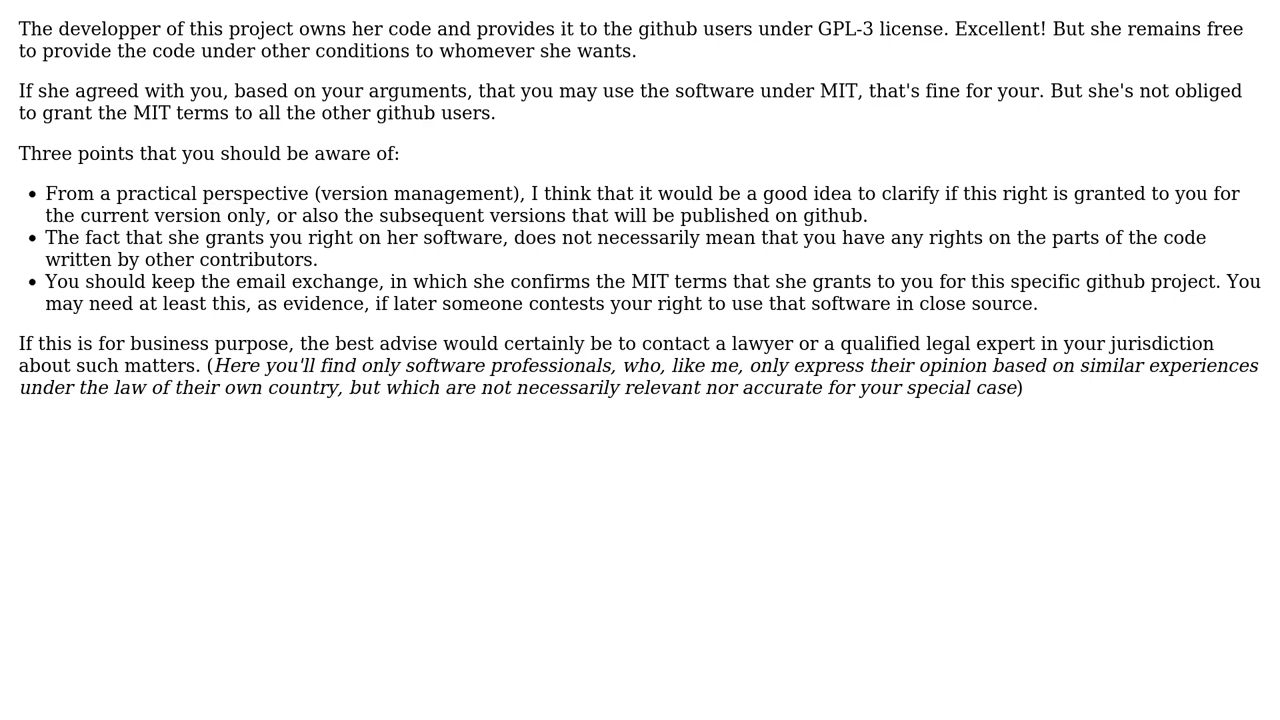 The developper of this project owns her code and provides it to the github users under GPL-3 license. Excellent! But she remains free
to provide the code under other conditions to whomever she wants.
If she agreed with you, based on your arguments, that you may use the software under MIT, that's fine for your. But she's not obliged
to grant the MIT terms to all the other github users.
Three points that you should be aware of:
• From a practical perspective (version management), I think that it would be a good idea to clarify if this right is granted to you for
the current version only, or also the subsequent versions that will be published on github.
• The fact that she grants you right on her software, does not necessarily mean that you have any rights on the parts of the code
written by other contributors.
• You should keep the email exchange, in which she confirms the MIT terms that she grants to you for this specific github project. You
may need at least this, as evidence, if later someone contests your right to use that software in close source.
If this is for business purpose, the best advise would certainly be to contact a lawyer or a qualified legal expert in your jurisdiction
about such matters. (Here you'll find only software professionals, who, like me, only express their opinion based on similar experiences
under the law of their own country, but which are not necessarily relevant nor accurate for your special case)